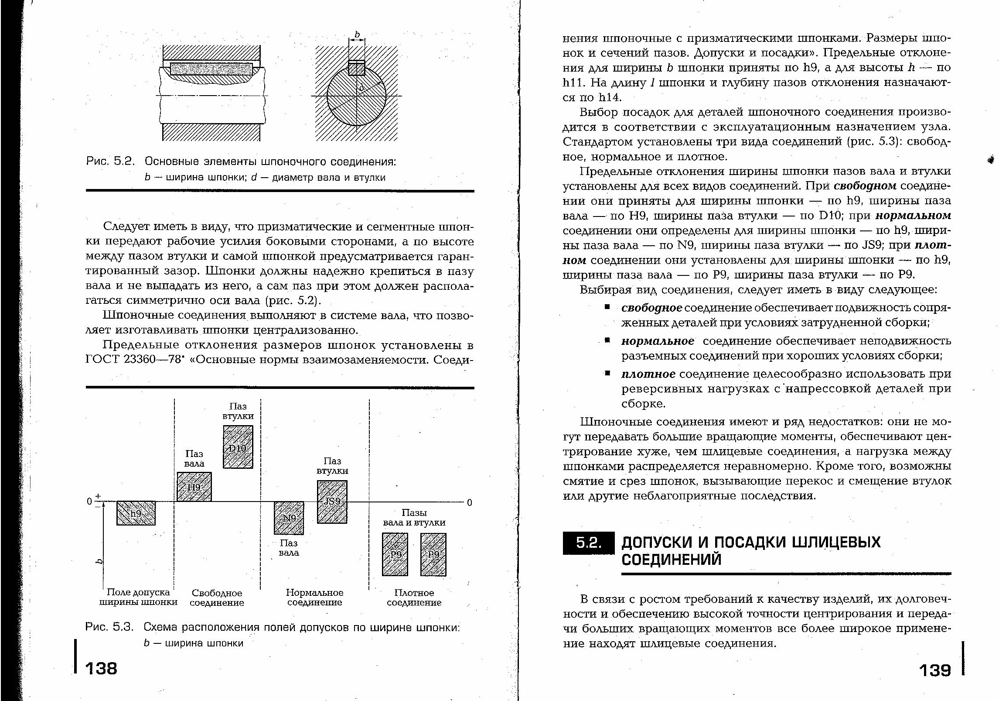 b
d
Рис. 5.2. Основные элементы шпоночного соединения:
b — ширина шпонки; d — диаметр вала и втулки
Следует иметь в виду, что призматические и сегментные шпон-
ки передают рабочие усилия боковыми сторонами, а по высоте
между пазом втулки и самой шпонкой предусматривается гаран-
тированный зазор. Шпонки должны надежно крепиться в пазу
вала и не выпадать из него, а сам паз при этом должен распола-
гаться симметрично оси вала (рис. 5.2).
Шпоночные соединения выполняют в системе вала, что позво-
ляет изготавливать шпонки централизованно.
Предельные отклонения размеров шпонок установлены в
ГОСТ 23360—78* «Основные нормы взаимозаменяемости. Соеди-
Паз
втулки
D10
Паз
вала
H9
Паз
втулки
JS9
0 + −
0
h9
N9
Паз
вала
Пазы
вала и втулки
P9 P9
b
Поле допуска
ширины шпонки
Свободное
соединение
Нормальное
соединение
Плотное
соединение
Рис. 5.3. Схема расположения полей допусков по ширине шпонки:
b — ширина шпонки
138
нения шпоночные с призматическими шпонками. Размеры шпо-
нок и сечений пазов. Допуски и посадки». Предельные отклоне-
ния для ширины b шпонки приняты по h9, а для высоты h — по
h11. На длину l шпонки и глубину пазов отклонения назначают-
ся по h14.
Выбор посадок для деталей шпоночного соединения произво-
дится в соответствии с эксплуатационным назначением узла.
Стандартом установлены три вида соединений (рис. 5.3): свобод-
ное, нормальное и плотное.
Предельные отклонения ширины шпонки пазов вала и втулки
установлены для всех видов соединений. При свободном соедине-
нии они приняты для ширины шпонки — по h9, ширины паза
вала — по H9, ширины паза втулки — по D10; при нормальном
соединении они определены для ширины шпонки — по h9, шири-
ны паза вала — по N9, ширины паза втулки — по JS9; при плот-
ном соединении они установлены для ширины шпонки — по h9,
ширины паза вала — по P9, ширины паза втулки — по P9.
Выбирая вид соединения, следует иметь в виду следующее:
▪ свободное соединение обеспечивает подвижность сопря-
женных деталей при условиях затрудненной сборки;
▪ нормальное соединение обеспечивает неподвижность
разъемных соединений при хороших условиях сборки;
▪ плотное соединение целесообразно использовать при
реверсивных нагрузках с напрессовкой деталей при
сборке.
Шпоночные соединения имеют и ряд недостатков: они не мо-
гут передавать большие вращающие моменты, обеспечивают цен-
трирование хуже, чем шлицевые соединения, а нагрузка между
шпонками распределяется неравномерно. Кроме того, возможны
смятие и срез шпонок, вызывающие перекос и смещение втулок
или другие неблагоприятные последствия.
5.2. ДОПУСКИ И ПОСАДКИ ШЛИЦЕВЫХ
СОЕДИНЕНИЙ
В связи с ростом требований к качеству изделий, их долговеч-
ности и обеспечению высокой точности центрирования и переда-
чи больших вращающих моментов все более широкое примене-
ние находят шлицевые соединения.
139